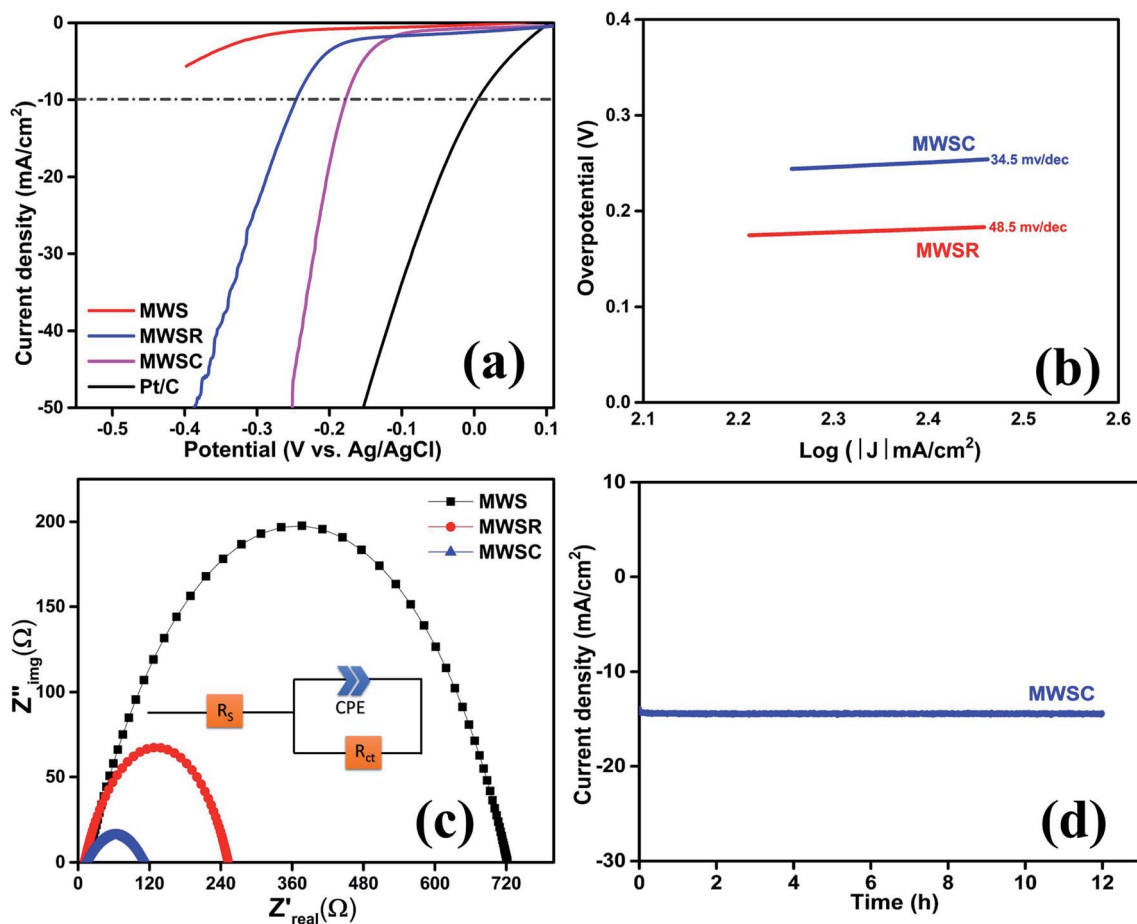 0
-10
-20
-30
-40
-50
Current density (mA/cm²)
MWS
MWSR
MWSC
Pt/C
(a)
-0.5 -0.4 -0.3 -0.2 -0.1 0.0 0.1
Potential (V vs. Ag/AgCl)
0.4
0.3
0.2
0.1
0.0
Overpotential (V)
MWSC
34.5 mv/dec
48.5 mv/dec
MWSR
(b)
2.1 2.2 2.3 2.4 2.5 2.6
Log (|J|mA/cm²)
200
150
100
50
0
Z"img(Ω)
MWS
MWSR
MWSC
RS
CPE
Rct
(c)
0 120 240 360 480 600 720
Z'real(Ω)
10
0
-10
-20
-30
Current density (mA/cm²)
MWSC
(d)
0 2 4 6 8 10 12
Time (h)